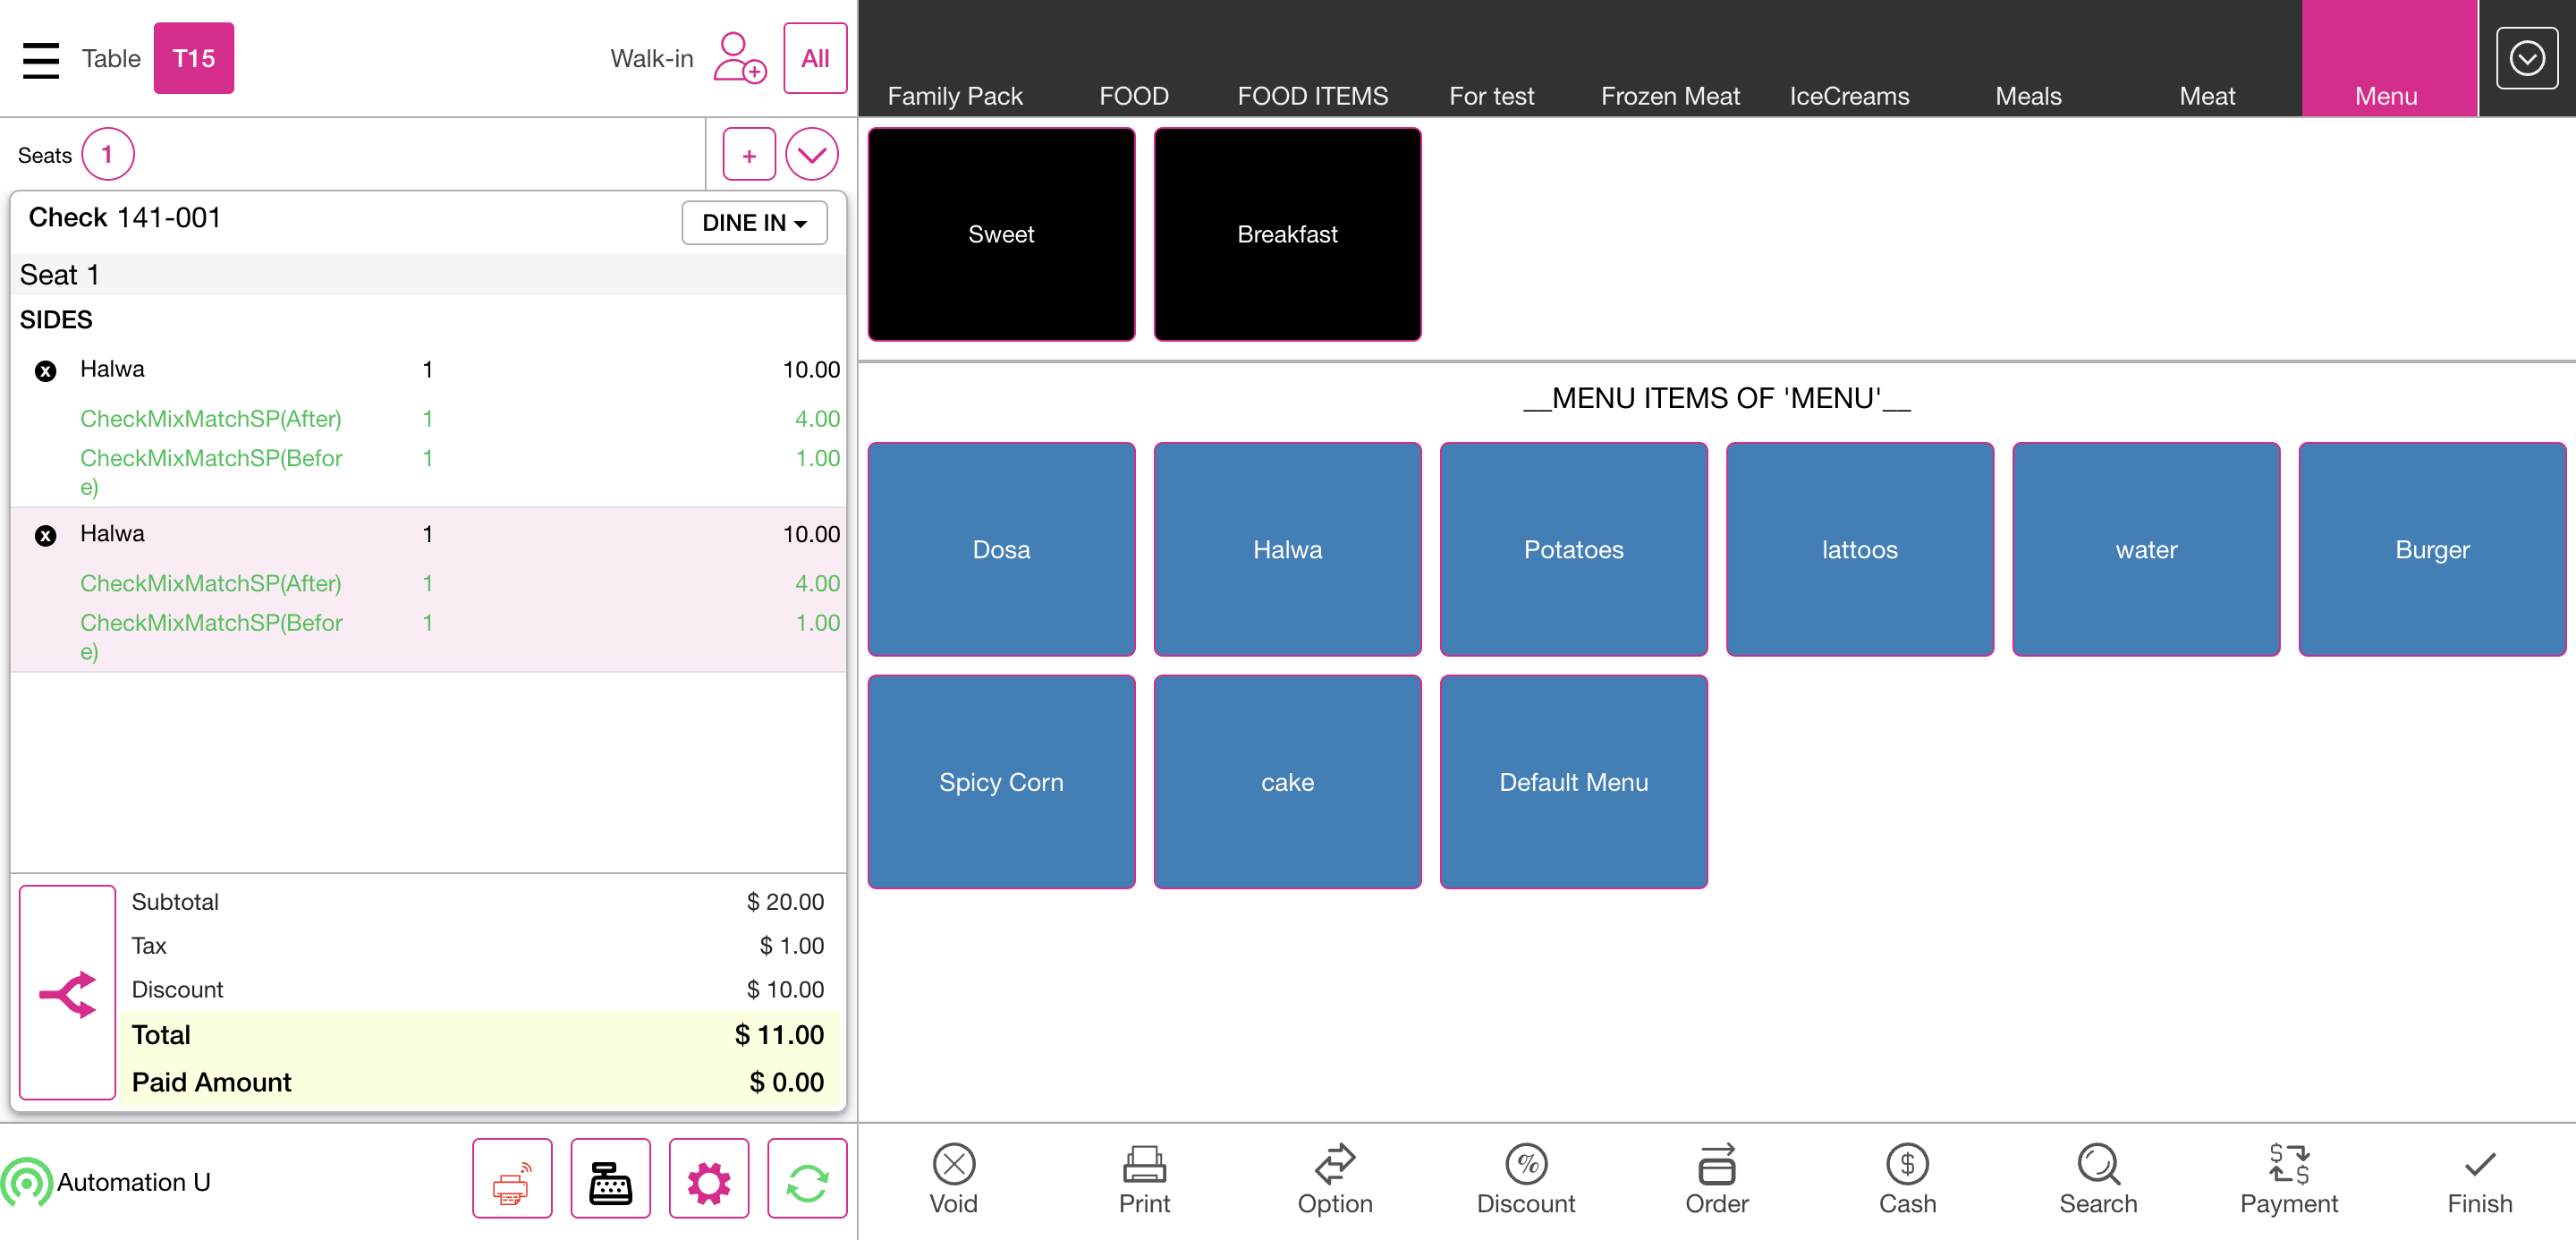 Table T15 Walk-in All
Seats 1 +
Check 141-001 DINE IN
Seat 1
SIDES
x Halwa 1 10.00
CheckMixMatchSP(After) 1 4.00
CheckMixMatchSP(Befor 1 1.00
e)
x Halwa 1 10.00
CheckMixMatchSP(After) 1 4.00
CheckMixMatchSP(Befor 1 1.00
e)
Subtotal $ 20.00
Tax $ 1.00
Discount $ 10.00
Total $ 11.00
Paid Amount $ 0.00
Automation U
Family Pack FOOD FOOD ITEMS For test Frozen Meat IceCreams Meals Meat Menu
Sweet Breakfast
__MENU ITEMS OF 'MENU'__
Dosa Halwa Potatoes lattoos water Burger
Spicy Corn cake Default Menu
Void Print Option Discount Order Cash Search Payment Finish